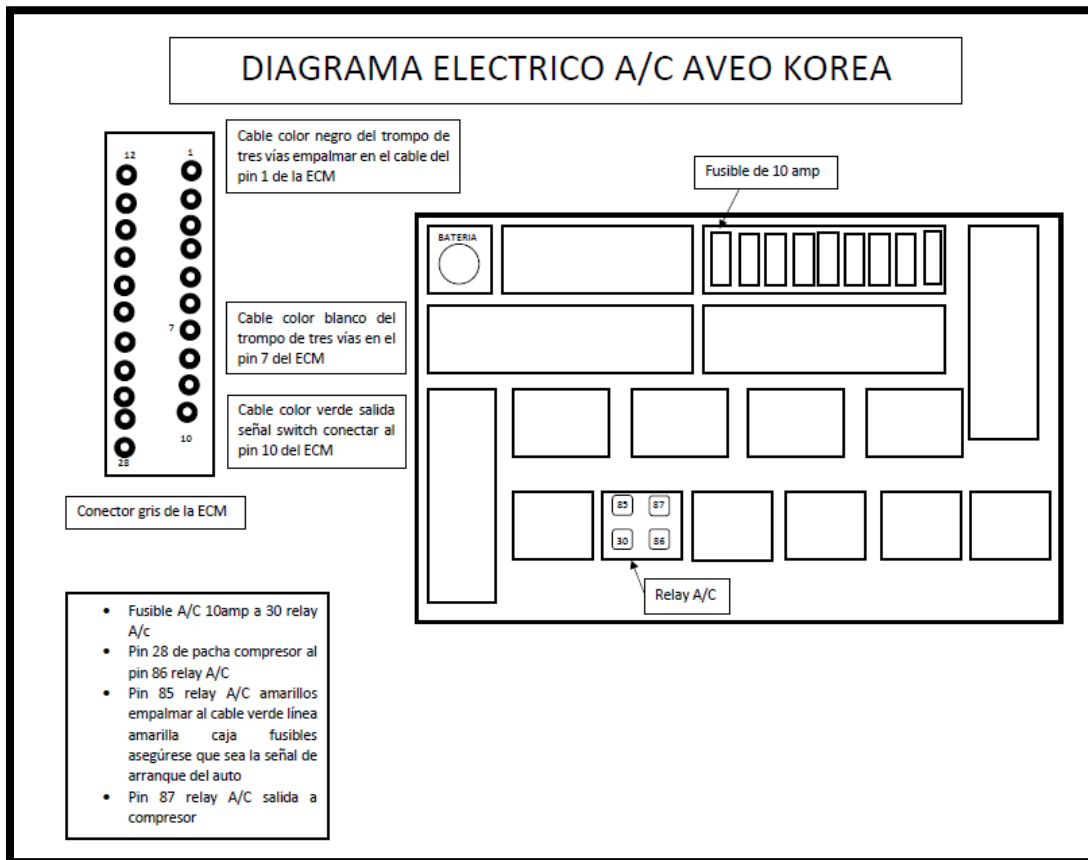 DIAGRAMA ELECTRICO A/C AVEO KOREA
12
1
7
10
28
Cable color negro del trompo de
tres vías empalmar en el cable del
pin 1 de la ECM
Cable color blanco del
trompo de tres vías en el
pin 7 del ECM
Cable color verde salida
señal switch conectar al
pin 10 del ECM
Conector gris de la ECM
Fusible de 10 amp
BATERIA
85
87
30
86
Relay A/C
• Fusible A/C 10amp a 30 relay
A/c
• Pin 28 de pacha compresor al
pin 86 relay A/C
• Pin 85 relay A/C amarillos
empalmar al cable verde línea
amarilla caja fusibles
asegúrese que sea la señal de
arranque del auto
• Pin 87 relay A/C salida a
compresor